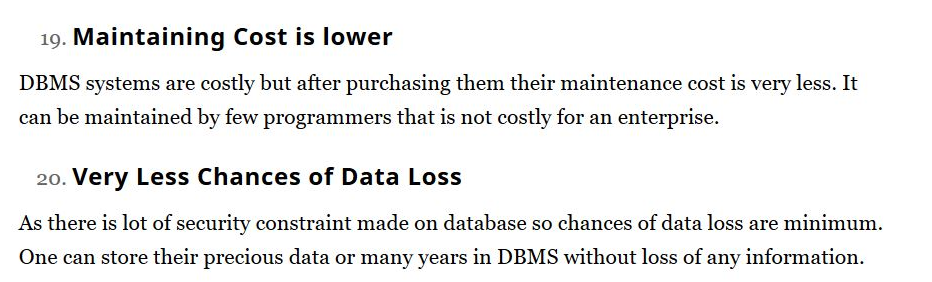 19. Maintaining Cost is lower
DBMS systems are costly but after purchasing them their maintenance cost is very less. It
can be maintained by few programmers that is not costly for an enterprise.
20. Very Less Chances of Data Loss
As there is lot of security constraint made on database so chances of data loss are minimum.
One can store their precious data or many years in DBMS without loss of any information.